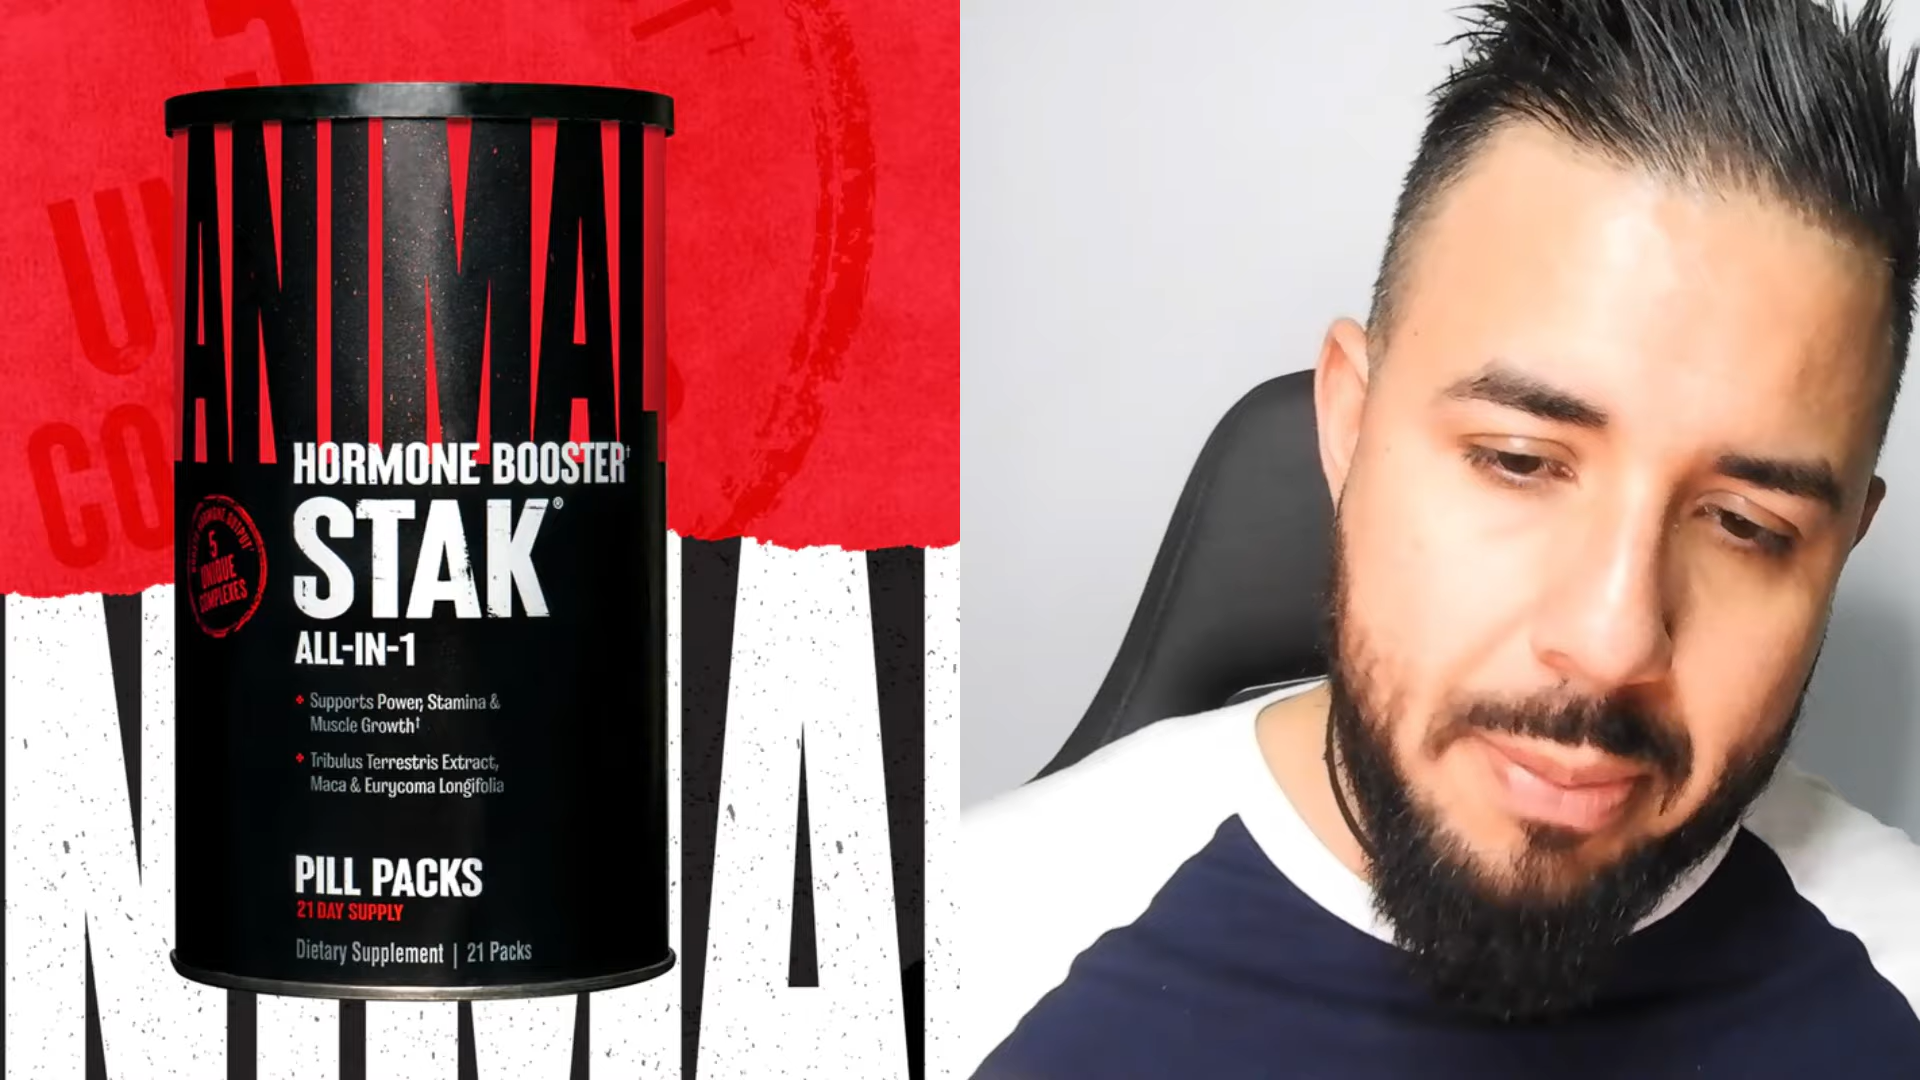 5
ANIMAL
HORMONE BOOSTER†
STAK®
ALL-IN-1
5
UNIQUE
COMPLEXES
Supports Power, Stamina &
Muscle Growth†
Tribulus Terrestris Extract,
Maca & Eurycoma Longifolia
PILL PACKS
21 DAY SUPPLY
Dietary Supplement | 21 Packs